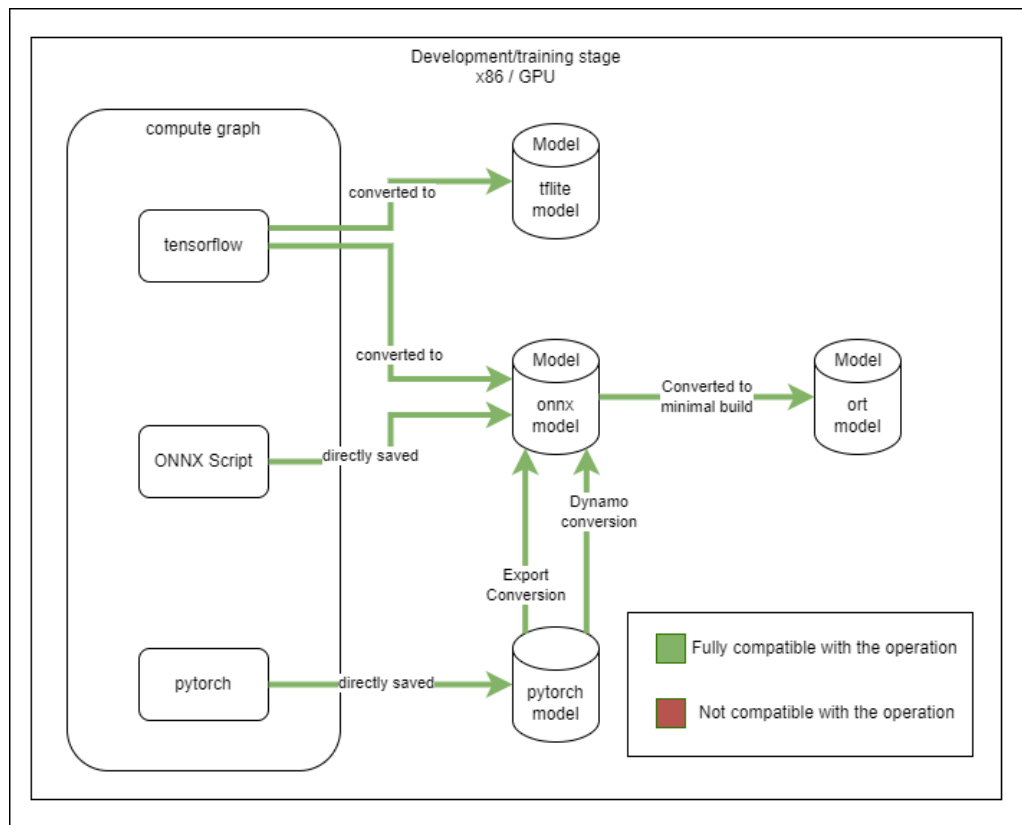 Development/training stage
x86 / GPU
compute graph
Model
tflite
model
converted to
tensorflow
converted to
Model
onnx
model
Converted to
minimal build
Model
ort
model
ONNX Script
directly saved
Dynamo
conversion
Export
Conversion
pytorch
directly saved
pytorch
model
Fully compatible with the operation
Not compatible with the operation